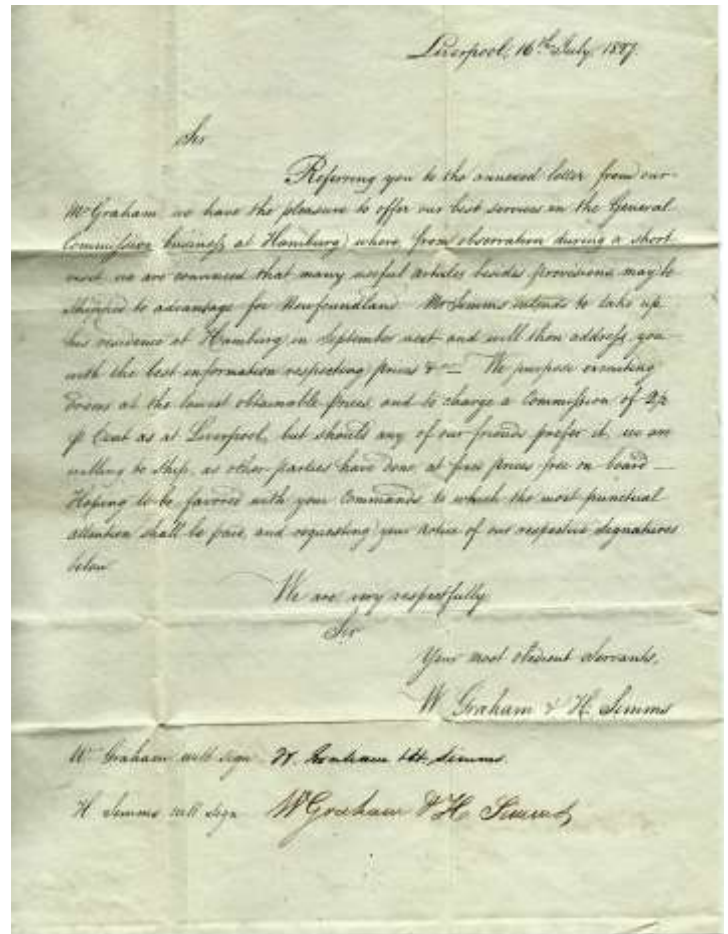 Liverpool, 16th July, 1827.
Sir
Referring you to the annexed letter from our
Mr Graham we have the pleasure to offer our best services in the General
Commission business at Hamburg, where, from observation during a short
visit we are convinced that many useful articles besides provisions may be
shipped to advantage for Newfoundland. Mr Simms intends to take up
his residence at Hamburg in September next and will then address you
with the best information respecting prices & We purpose executing
at the lowest obtainable prices and to charge a Commission of 2½
p Cent as at Liverpool, but should any of our friends prefer it, we are
willing to ship, as other parties have done, at prices free on board —
Hoping to be favored with your Commands to which the most punctual
attention shall be paid, and requesting your notice of our respective signatures
below
We are very respectfully
Sir
Your most obedient Servants,
W Graham & H. Simms
W Graham will sign W. Graham & H. Simms.
H Simms will sign W Graham & H Simms